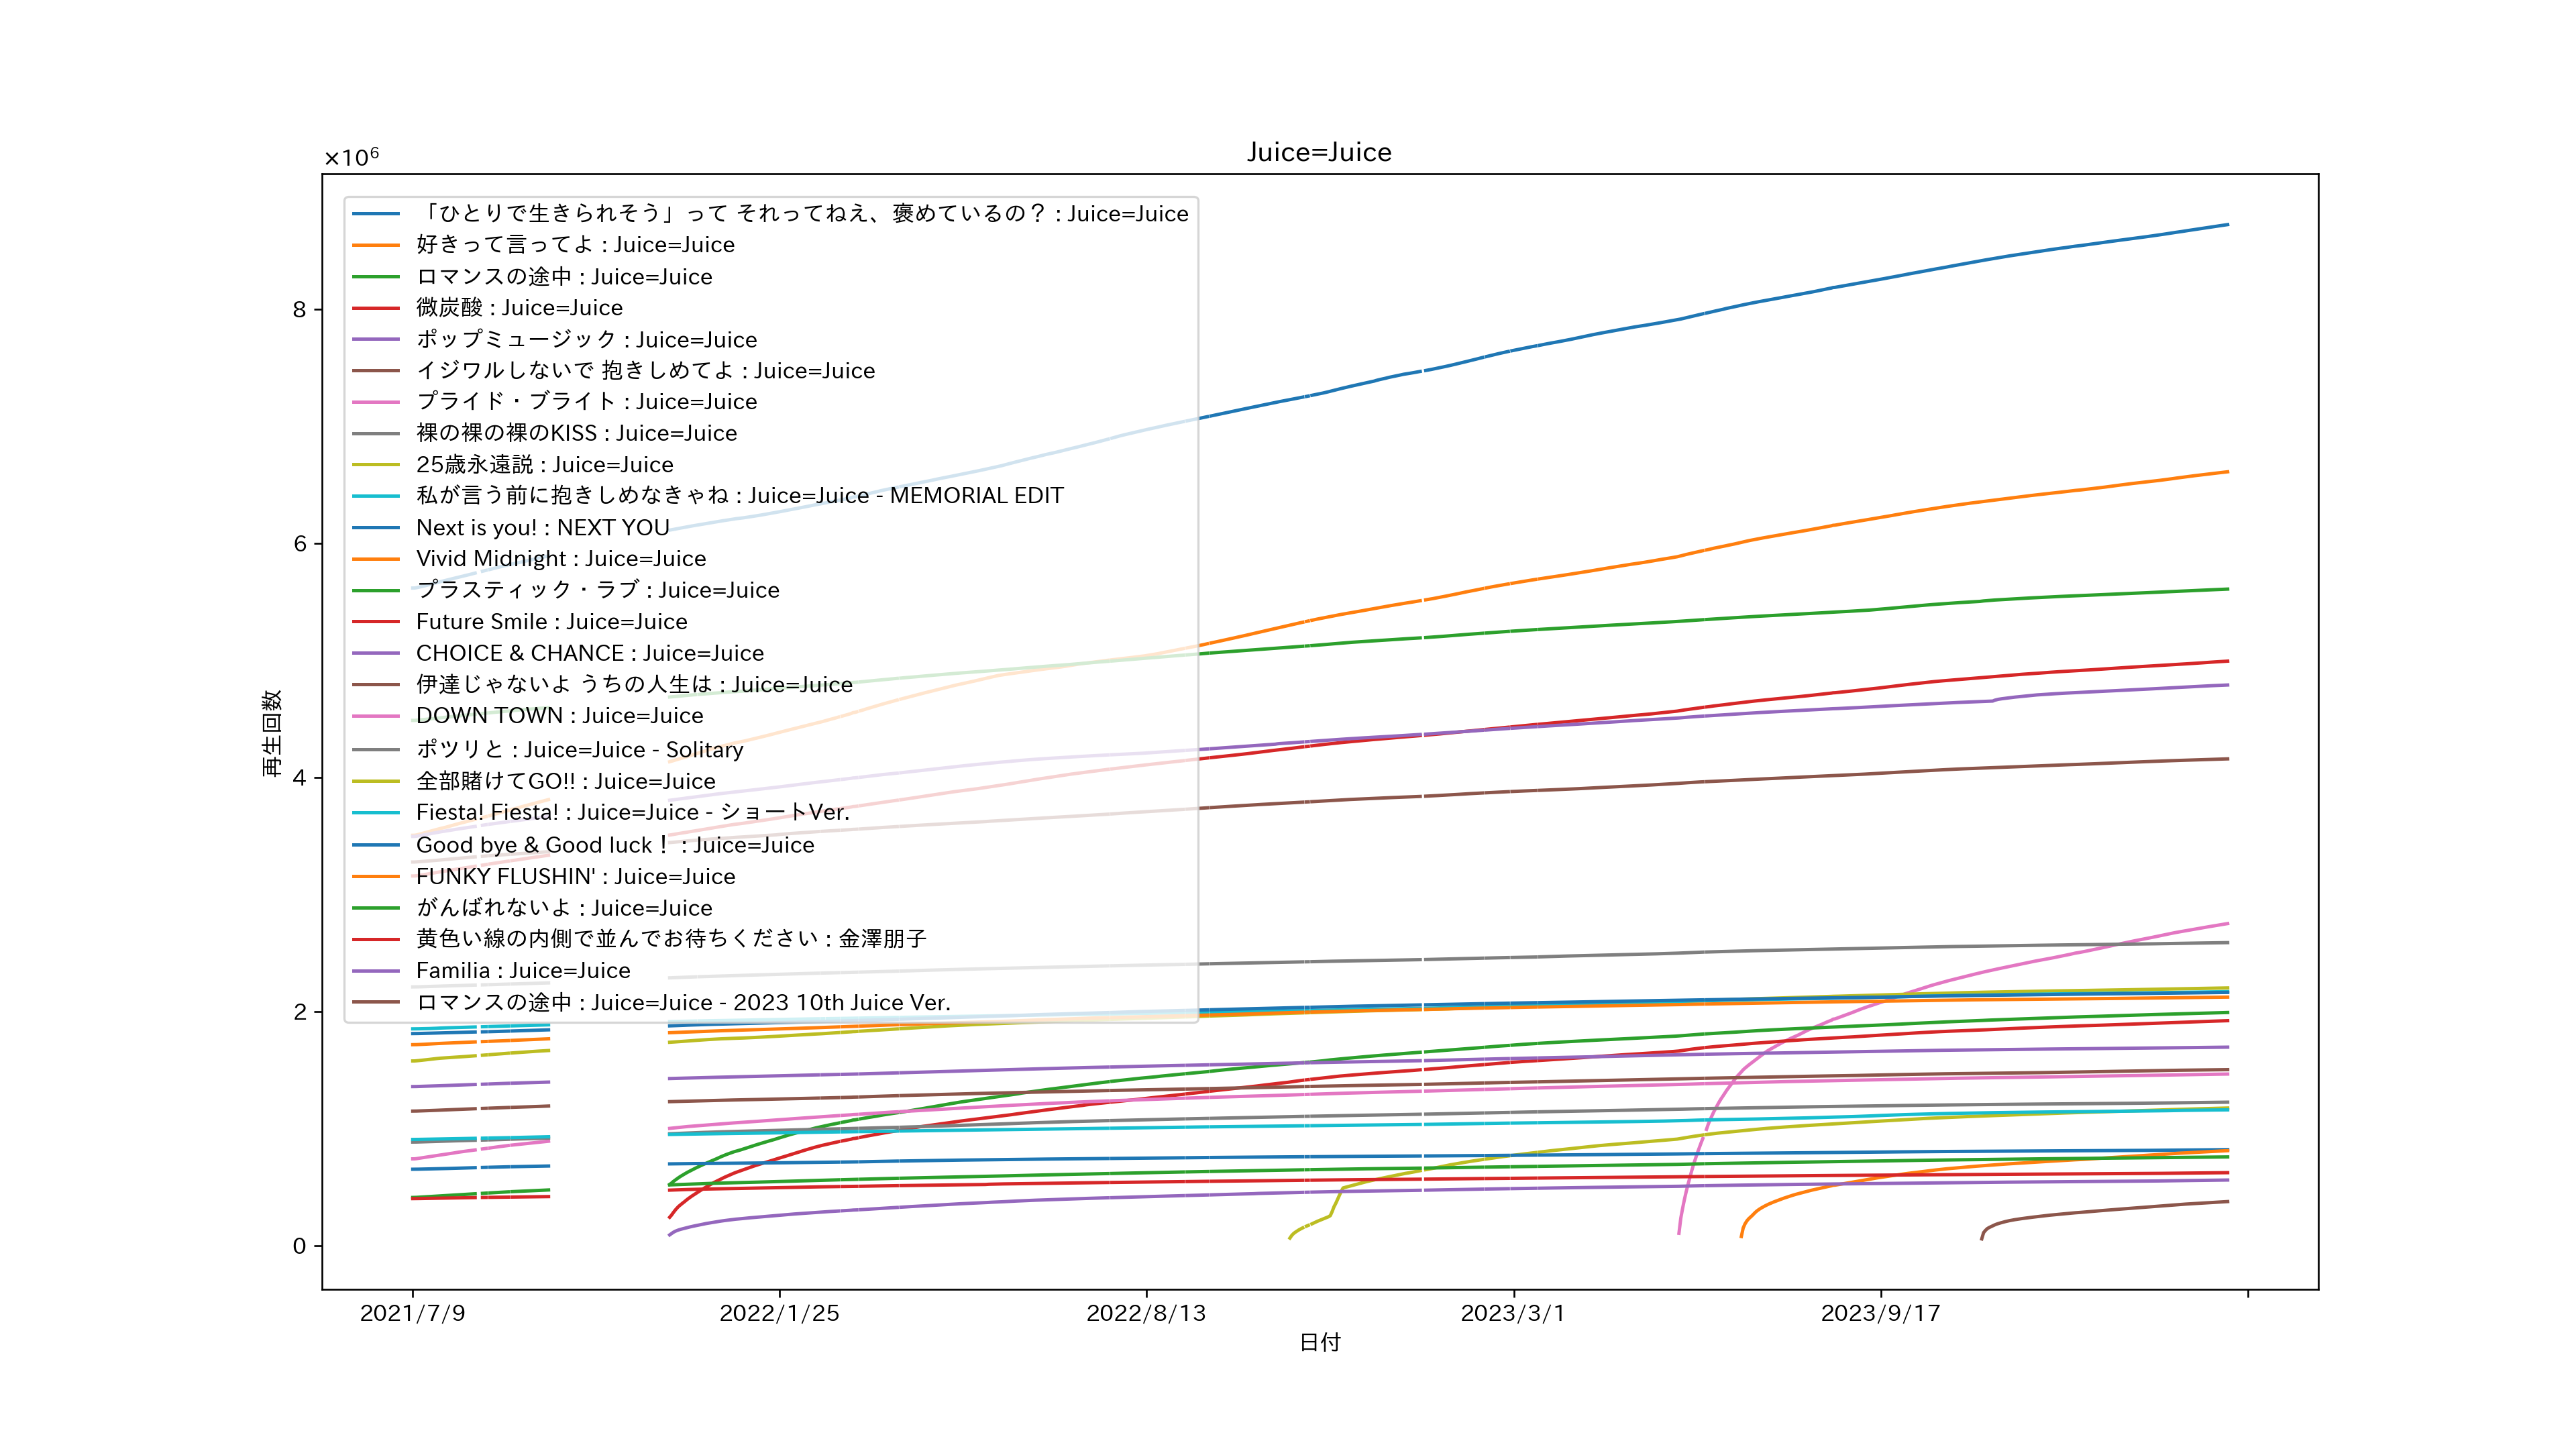 Juice=Juice
×10⁶
8
6
4
2
0
再生回数
「ひとりで生きられそう」って それってねえ、褒めているの？ : Juice=Juice
好きって言ってよ : Juice=Juice
ロマンスの途中 : Juice=Juice
微炭酸 : Juice=Juice
ポップミュージック : Juice=Juice
イジワルしないで 抱きしめてよ : Juice=Juice
プライド・ブライト : Juice=Juice
裸の裸の裸のKISS : Juice=Juice
25歳永遠説 : Juice=Juice
私が言う前に抱きしめなきゃね : Juice=Juice - MEMORIAL EDIT
Next is you! : NEXT YOU
Vivid Midnight : Juice=Juice
プラスティック・ラブ : Juice=Juice
Future Smile : Juice=Juice
CHOICE & CHANCE : Juice=Juice
伊達じゃないよ うちの人生は : Juice=Juice
DOWN TOWN : Juice=Juice
ポツリと : Juice=Juice - Solitary
全部賭けてGO!! : Juice=Juice
Fiesta! Fiesta! : Juice=Juice - ショートVer.
Good bye & Good luck！ : Juice=Juice
FUNKY FLUSHIN' : Juice=Juice
がんばれないよ : Juice=Juice
黄色い線の内側で並んでお待ちください : 金澤朋子
Familia : Juice=Juice
ロマンスの途中 : Juice=Juice - 2023 10th Juice Ver.
2021/7/9
2022/1/25
2022/8/13
2023/3/1
2023/9/17
日付